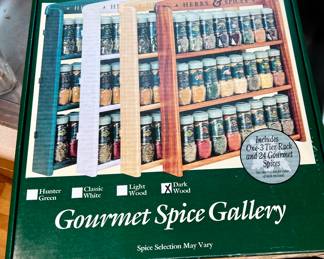 HERBS & SPICES
Includes
One-3 Tier Rack
and 24 Gourmet
Spices
Hunter
Green
Classic
White
Light
Wood
Dark
Wood
Gourmet Spice Gallery
Spice Selection May Vary